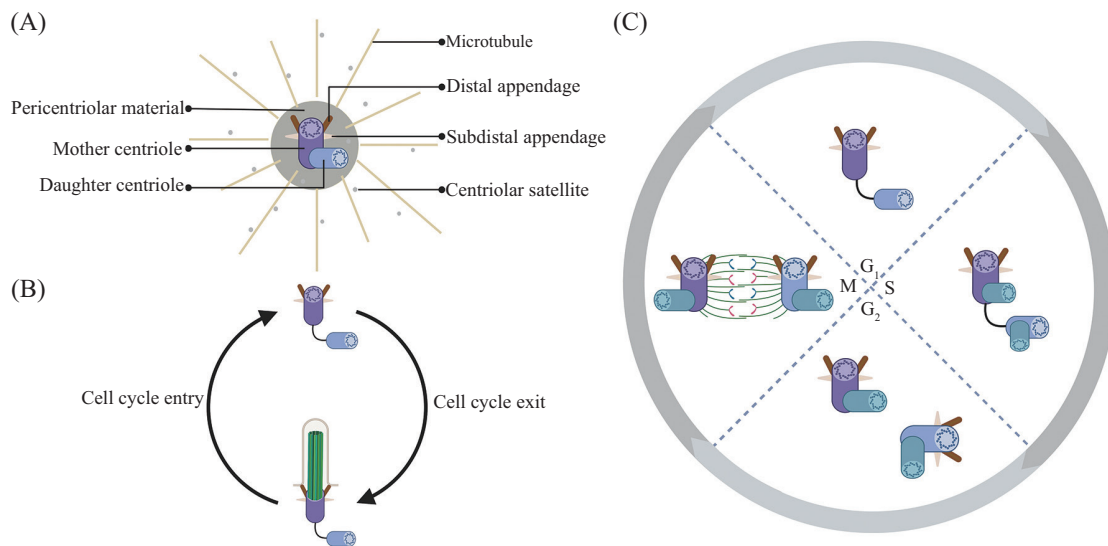 (A)
Microtubule
Distal appendage
Pericentriolar material
Subdistal appendage
Mother centriole
Daughter centriole
Centriolar satellite
(B)
Cell cycle entry
Cell cycle exit
(C)
G₁
M
S
G₂